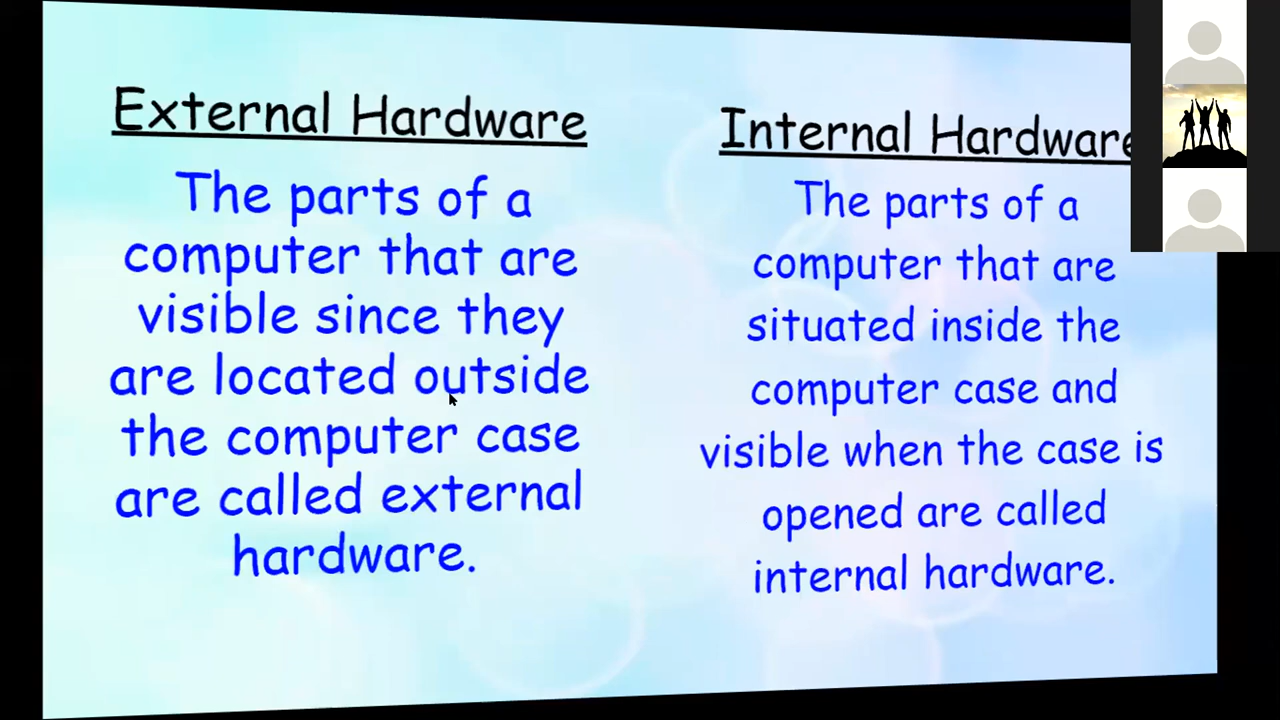 External Hardware
The parts of a
computer that are
visible since they
are located outside
the computer case
are called external
hardware.
Internal Hardware
The parts of a
computer that are
situated inside the
computer case and
visible when the case is
opened are called
internal hardware.